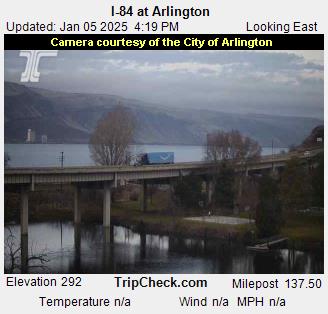 I-84 at Arlington
Updated: Jan 05 2025 4:19 PM Looking East
Camera courtesy of the City of Arlington
Elevation 292 TripCheck.com Milepost 137.50
Temperature n/a Wind n/a MPH n/a